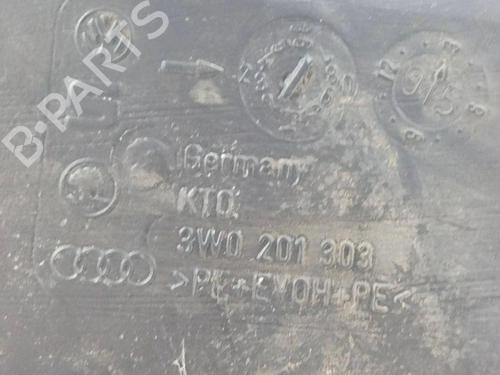 B-PARTS
Germany
KTO
3W0 201 303
>PE+EVOH+PE<